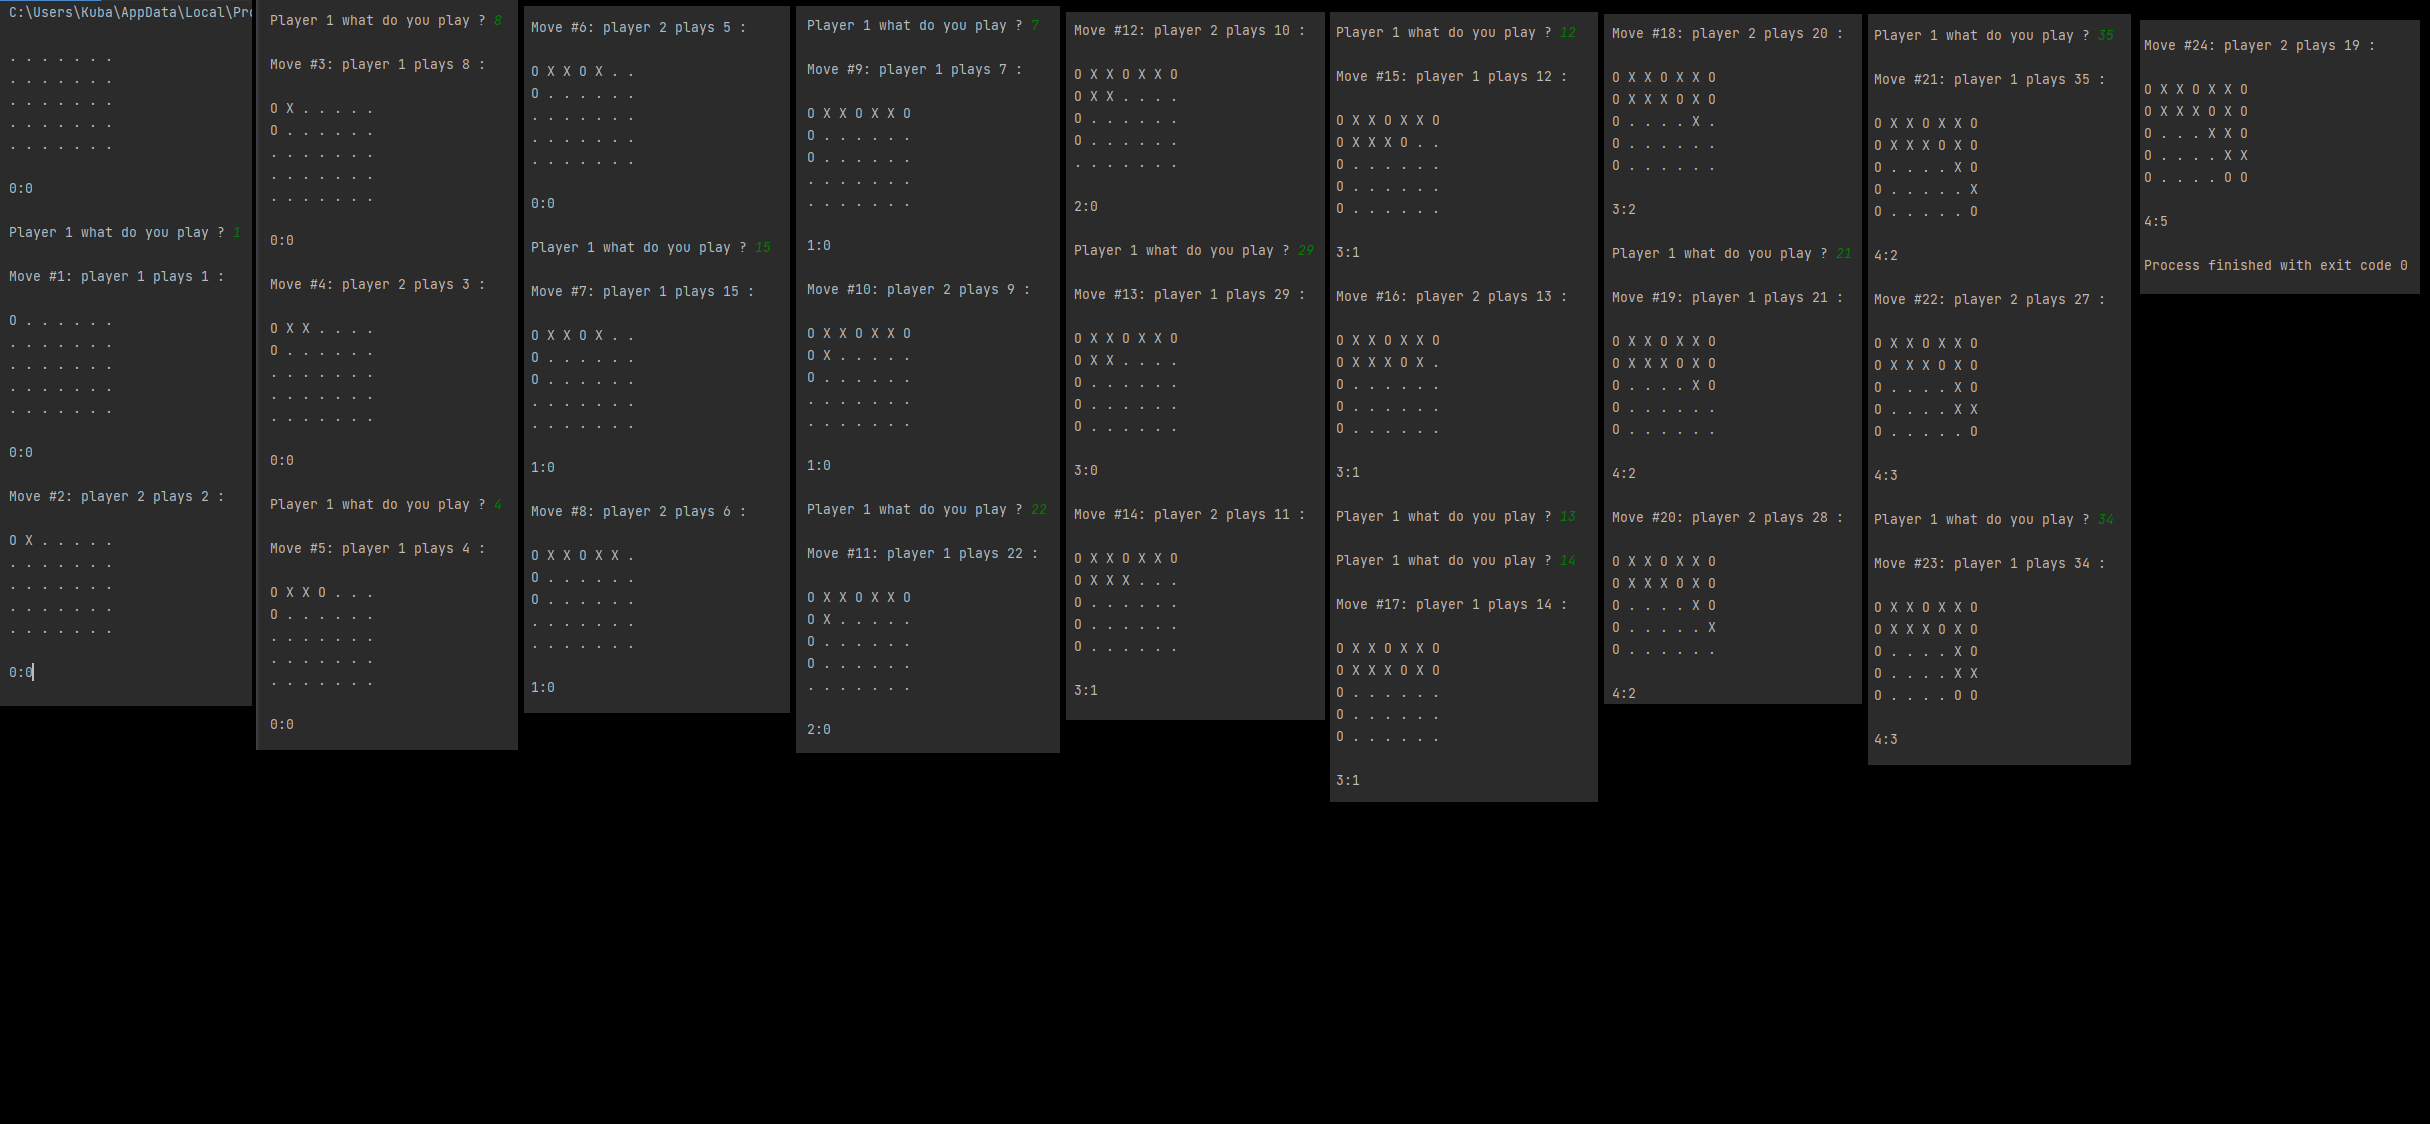 C:\Users\Kuba\AppData\Local\Pr
. . . . . . .
. . . . . . .
. . . . . . .
. . . . . . .
. . . . . . .
0:0
Player 1 what do you play ? 1
Move #1: player 1 plays 1 :
O . . . . . .
. . . . . . .
. . . . . . .
. . . . . . .
. . . . . . .
0:0
Move #2: player 2 plays 2 :
O X . . . . .
. . . . . . .
. . . . . . .
. . . . . . .
. . . . . . .
0:0
Player 1 what do you play ? 8
Move #3: player 1 plays 8 :
O X . . . . .
O . . . . . .
. . . . . . .
. . . . . . .
. . . . . . .
0:0
Move #4: player 2 plays 3 :
O X X . . . .
O . . . . . .
. . . . . . .
. . . . . . .
. . . . . . .
0:0
Player 1 what do you play ? 4
Move #5: player 1 plays 4 :
O X X O . . .
O . . . . . .
. . . . . . .
. . . . . . .
. . . . . . .
0:0
Move #6: player 2 plays 5 :
O X X O X . .
O . . . . . .
. . . . . . .
. . . . . . .
. . . . . . .
0:0
Player 1 what do you play ? 15
Move #7: player 1 plays 15 :
O X X O X . .
O . . . . . .
O . . . . . .
. . . . . . .
. . . . . . .
1:0
Move #8: player 2 plays 6 :
O X X O X X .
O . . . . . .
O . . . . . .
. . . . . . .
. . . . . . .
1:0
Player 1 what do you play ? 7
Move #9: player 1 plays 7 :
O X X O X X O
O . . . . . .
O . . . . . .
. . . . . . .
. . . . . . .
1:0
Move #10: player 2 plays 9 :
O X X O X X O
O X . . . . .
O . . . . . .
. . . . . . .
. . . . . . .
1:0
Player 1 what do you play ? 22
Move #11: player 1 plays 22 :
O X X O X X O
O X . . . . .
O . . . . . .
O . . . . . .
. . . . . . .
2:0
Move #12: player 2 plays 10 :
O X X O X X O
O X X . . . .
O . . . . . .
O . . . . . .
. . . . . . .
2:0
Player 1 what do you play ? 29
Move #13: player 1 plays 29 :
O X X O X X O
O X X . . . .
O . . . . . .
O . . . . . .
O . . . . . .
3:0
Move #14: player 2 plays 11 :
O X X O X X O
O X X X . . .
O . . . . . .
O . . . . . .
O . . . . . .
3:1
Player 1 what do you play ? 12
Move #15: player 1 plays 12 :
O X X O X X O
O X X X O . .
O . . . . . .
O . . . . . .
O . . . . . .
3:1
Move #16: player 2 plays 13 :
O X X O X X O
O X X X O X .
O . . . . . .
O . . . . . .
O . . . . . .
3:1
Player 1 what do you play ? 13
Player 1 what do you play ? 14
Move #17: player 1 plays 14 :
O X X O X X O
O X X X O X O
O . . . . . .
O . . . . . .
O . . . . . .
3:1
Move #18: player 2 plays 20 :
O X X O X X O
O X X X O X O
O . . . . X .
O . . . . . .
O . . . . . .
3:2
Player 1 what do you play ? 21
Move #19: player 1 plays 21 :
O X X O X X O
O X X X O X O
O . . . . X O
O . . . . . .
O . . . . . .
4:2
Move #20: player 2 plays 28 :
O X X O X X O
O X X X O X O
O . . . . X O
O . . . . . X
O . . . . . .
4:2
Player 1 what do you play ? 35
Move #21: player 1 plays 35 :
O X X O X X O
O X X X O X O
O . . . . X O
O . . . . . X
O . . . . . O
4:2
Move #22: player 2 plays 27 :
O X X O X X O
O X X X O X O
O . . . . X O
O . . . . X X
O . . . . . O
4:3
Player 1 what do you play ? 34
Move #23: player 1 plays 34 :
O X X O X X O
O X X X O X O
O . . . . X O
O . . . . X X
O . . . . O O
4:3
Move #24: player 2 plays 19 :
O X X O X X O
O X X X O X O
O . . . X X O
O . . . . X X
O . . . . O O
4:5
Process finished with exit code 0